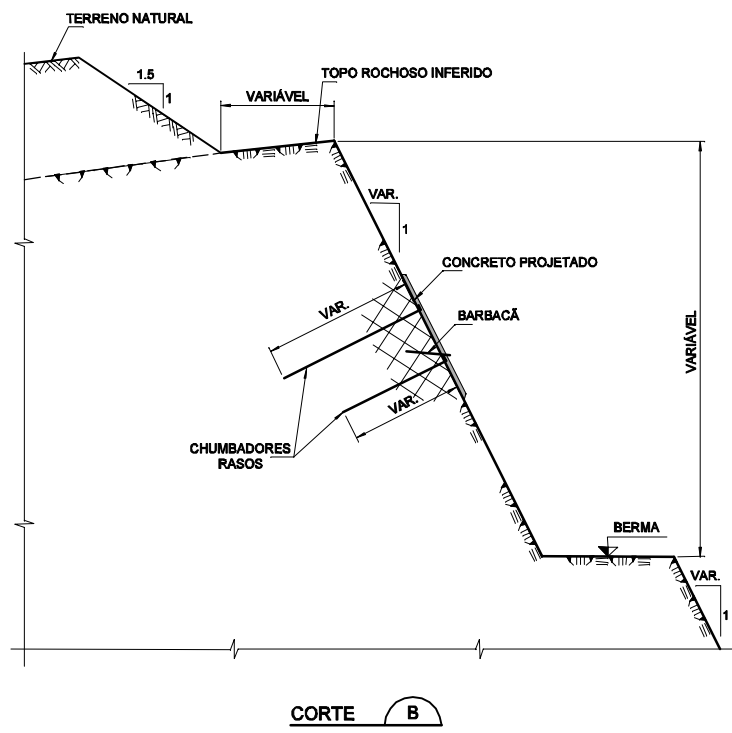 TERRENO NATURAL
1.5
1
TOPO ROCHOSO INFERIDO
VARIÁVEL
VAR.
1
CONCRETO PROJETADO
VAR.
BARBACÃ
VARIÁVEL
VAR.
CHUMBADORES
RASOS
BERMA
VAR.
1
CORTE B